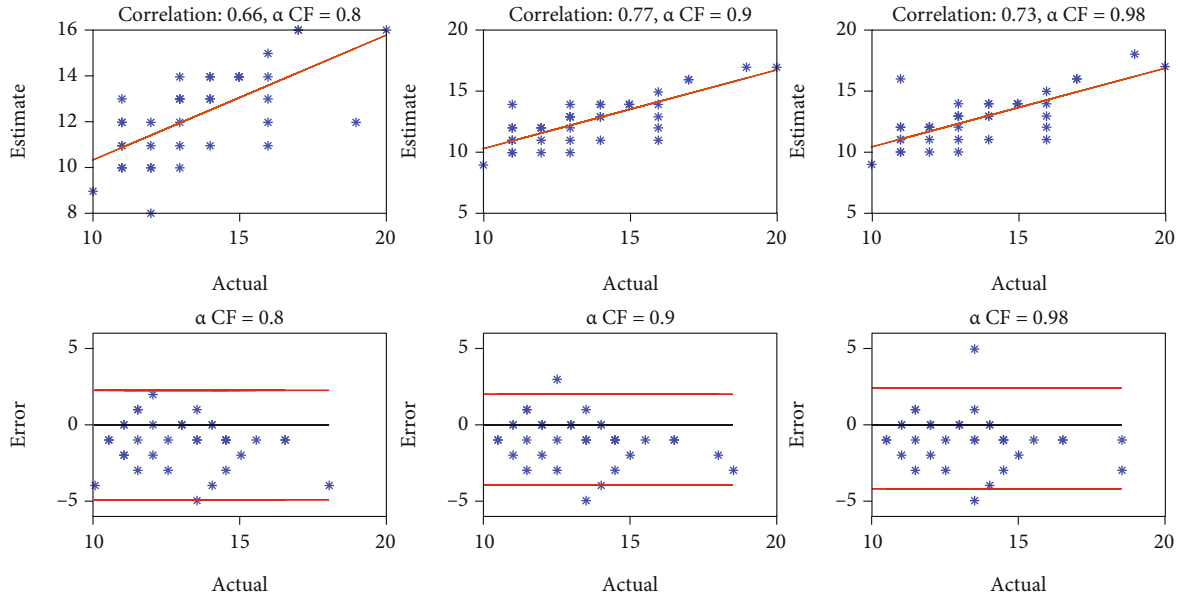 Correlation: 0.66, α CF = 0.8
16
14
12
10
8
Estimate
10
15
20
Actual
Correlation: 0.77, α CF = 0.9
20
15
10
5
Estimate
10
15
20
Actual
Correlation: 0.73, α CF = 0.98
20
15
10
5
Estimate
10
15
20
Actual
α CF = 0.8
5
0
−5
Error
10
15
20
Actual
α CF = 0.9
5
0
−5
Error
10
15
20
Actual
α CF = 0.98
5
0
−5
Error
10
15
20
Actual